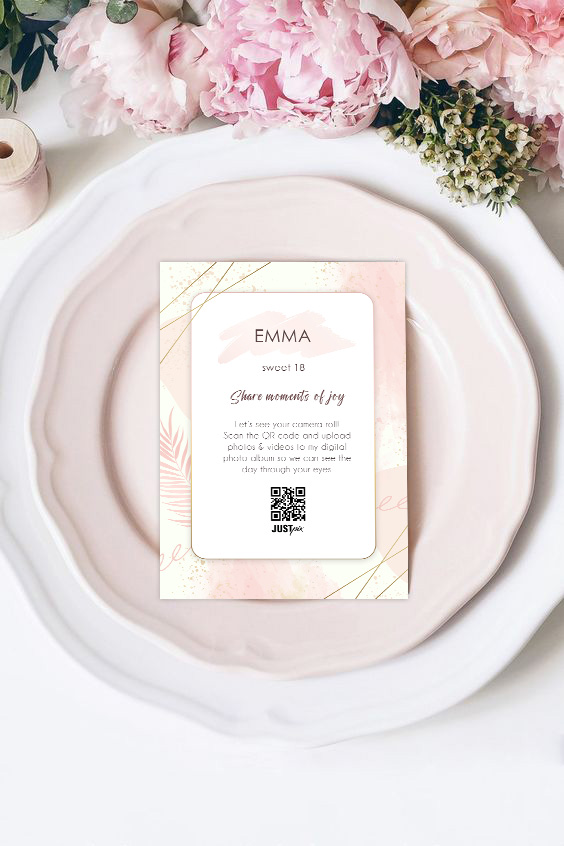 EMMA
sweet 18
Share moments of joy
Let's see your camera roll!
Scan the QR code and upload
photos & videos to my digital
photo album so we can see the
day through your eyes
JUSTpix